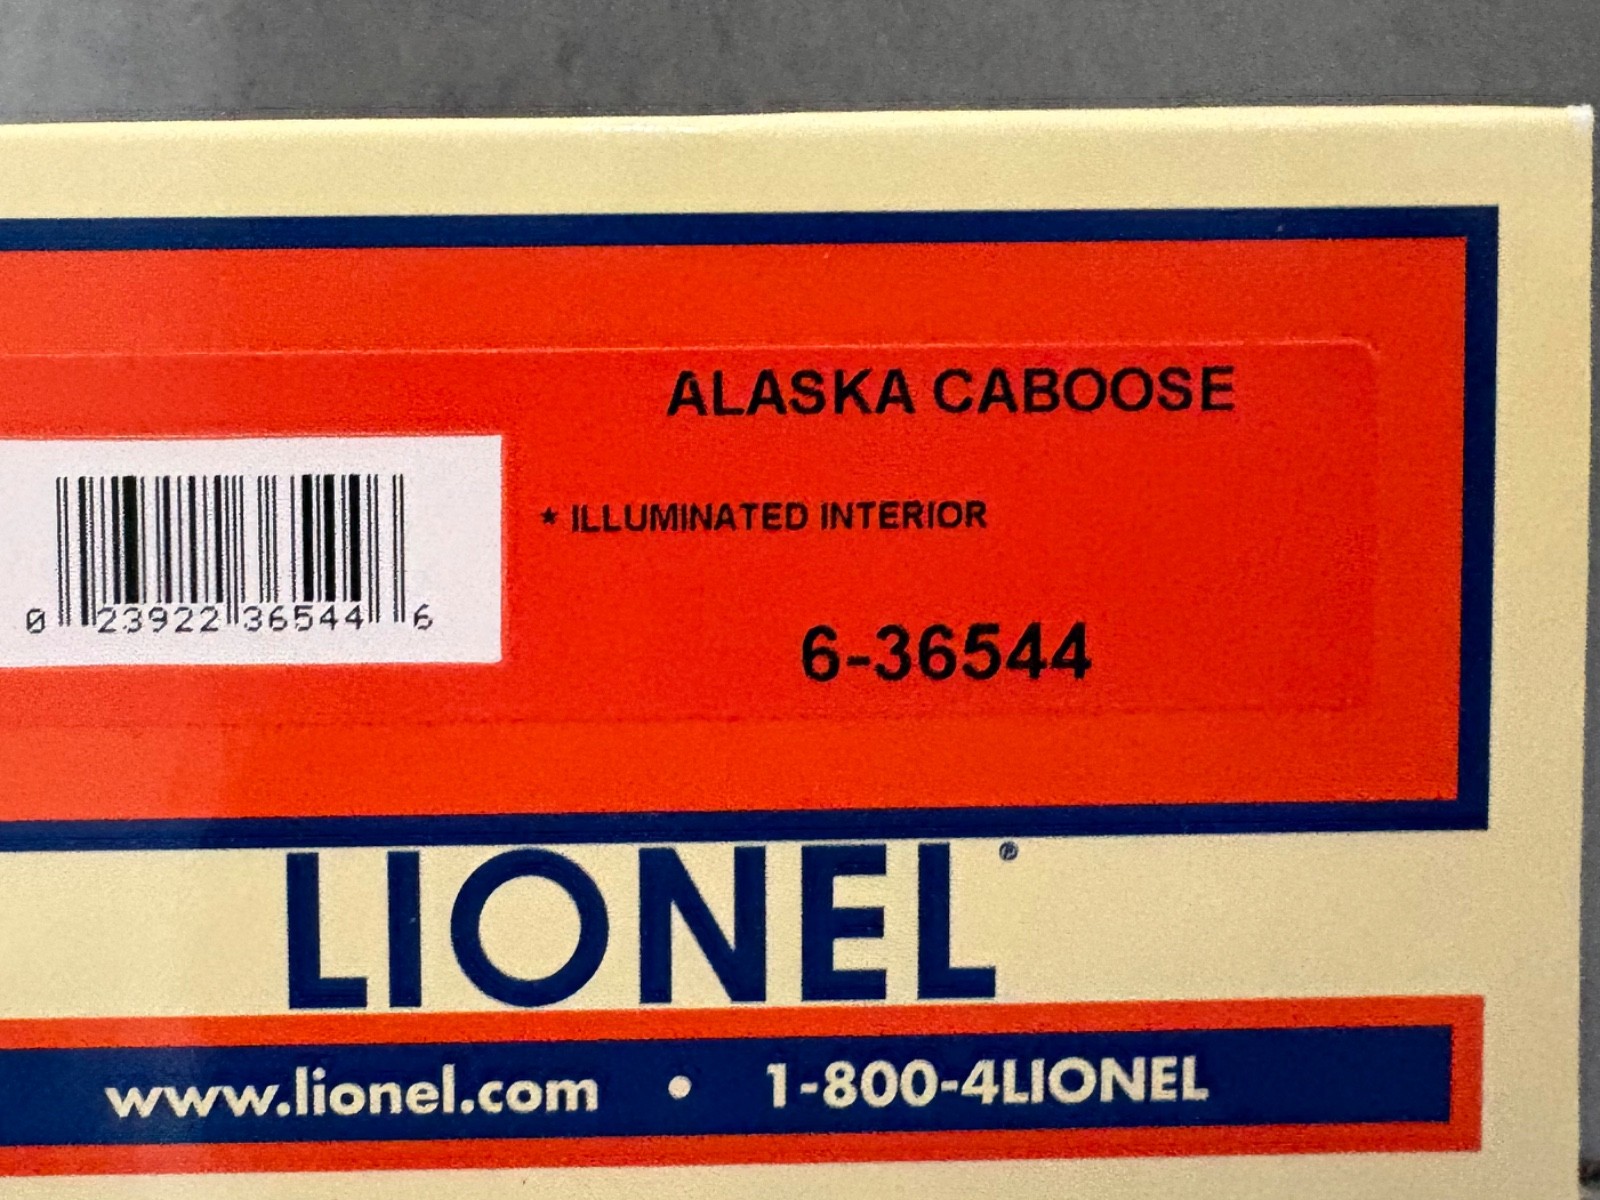 ALASKA CABOOSE
* ILLUMINATED INTERIOR
0 23922 36544 6
6-36544
LIONEL®
www.lionel.com • 1-800-4LIONEL